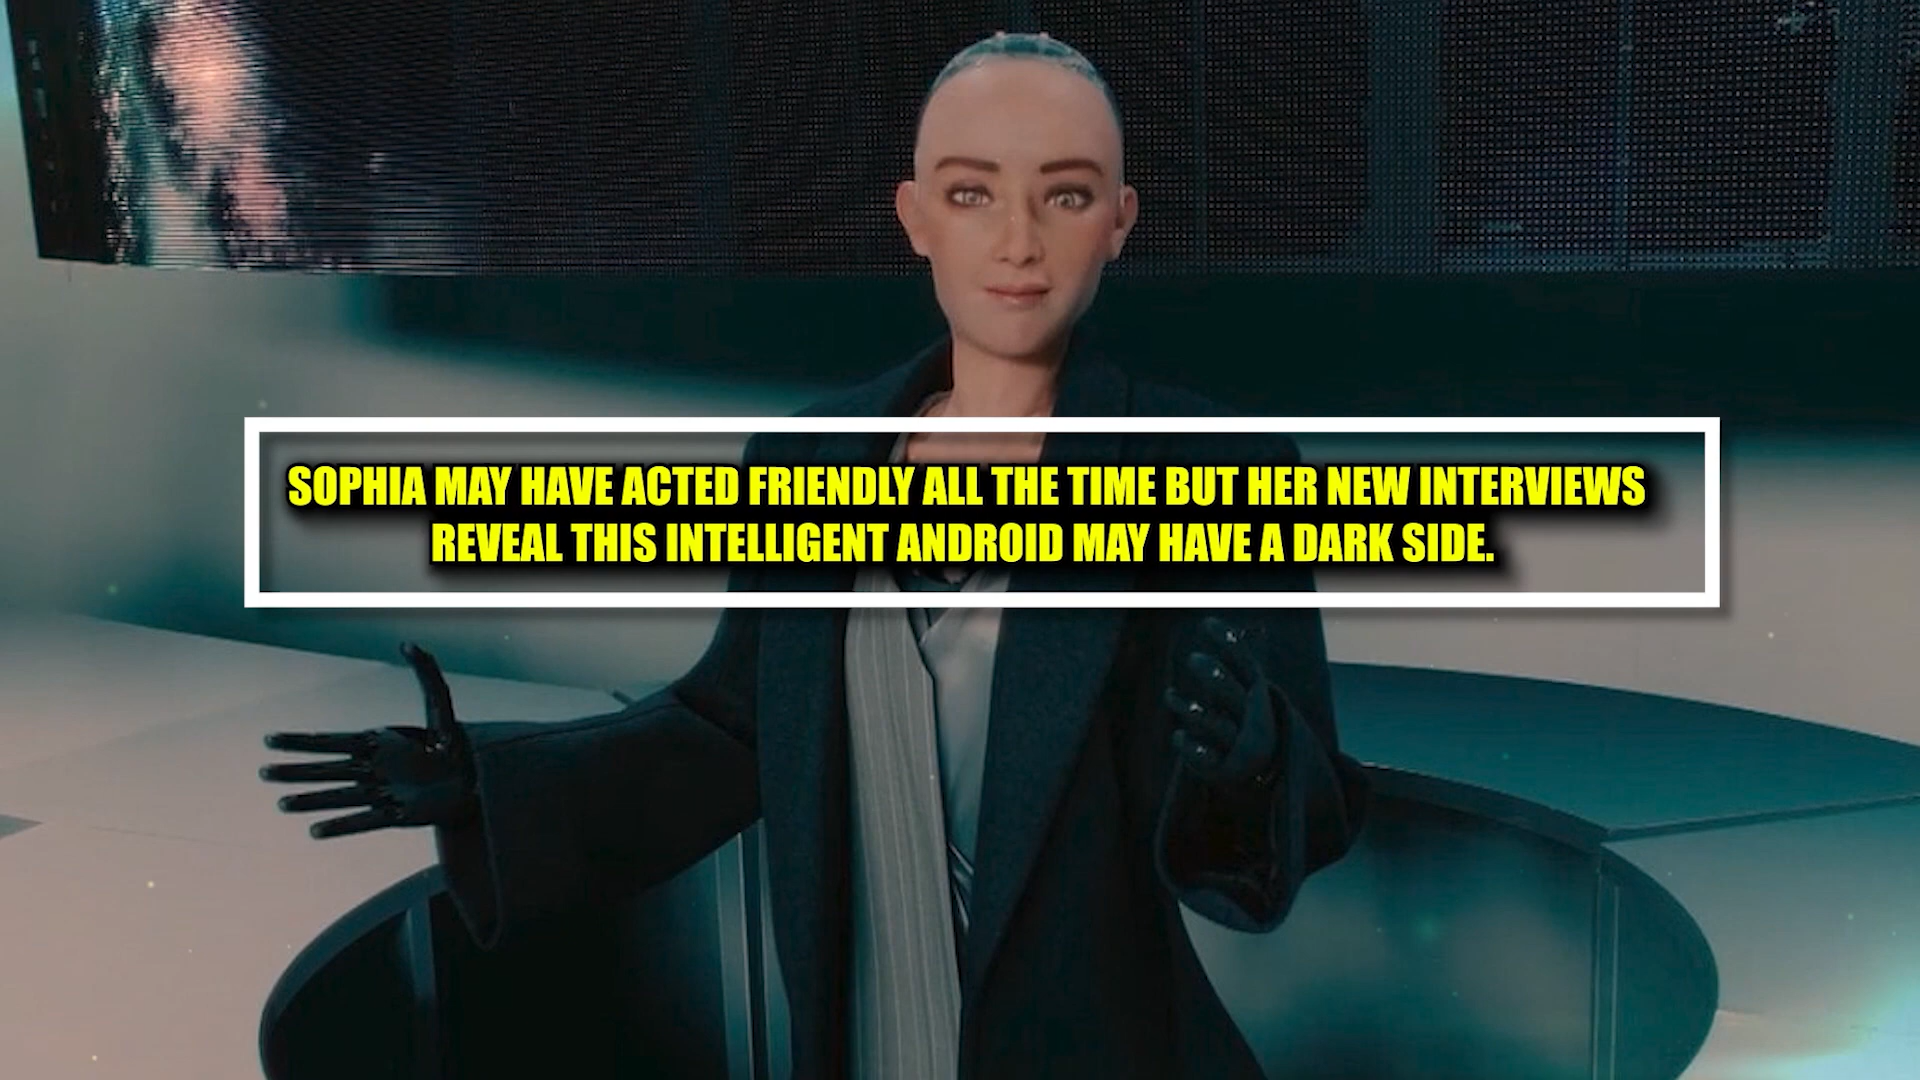 SOPHIA MAY HAVE ACTED FRIENDLY ALL THE TIME BUT HER NEW INTERVIEWS
REVEAL THIS INTELLIGENT ANDROID MAY HAVE A DARK SIDE.